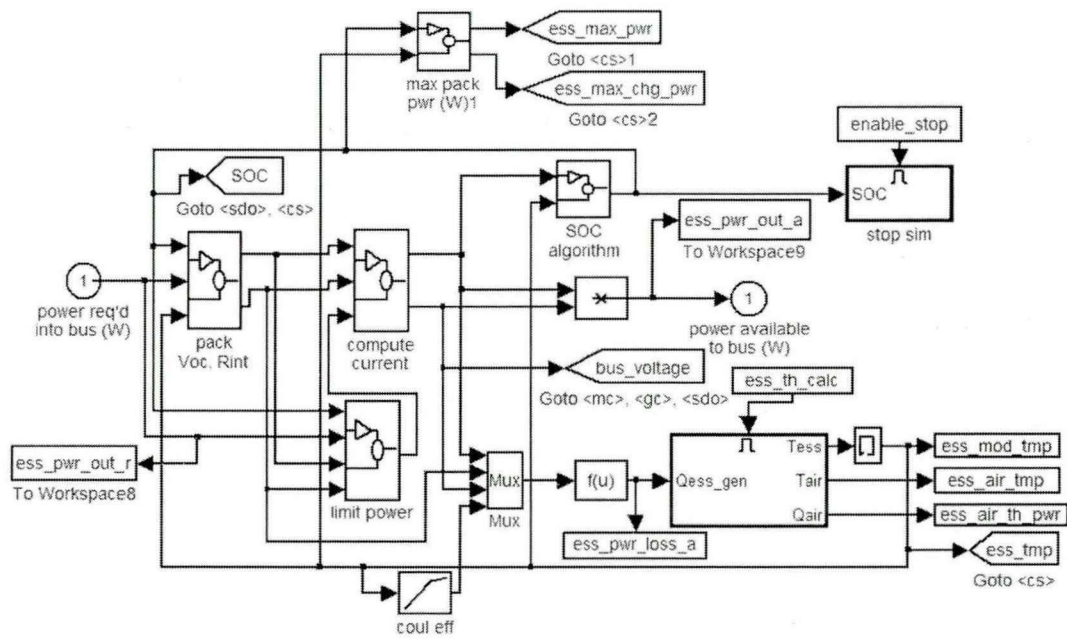 ess_max_pwr
Goto <cs>1
max pack
pwr (W)1
ess_max_chg_pwr
Goto <cs>2
enable_stop
SOC
Goto <sdo>, <cs>
SOC
algorithm
SOC
stop sim
ess_pwr_out_a
To Workspace9
1
power req'd
into bus (W)
pack
Voc, Rint
compute
current
×
1
power available
to bus (W)
bus_voltage
Goto <mc>, <gc>, <sdo>
ess_th_calc
ess_pwr_out_r
To Workspace8
limit power
Mux
Mux
f(u)
ess_pwr_loss_a
Qess_gen
Tess
Tair
Qair
ess_mod_tmp
ess_air_tmp
ess_air_th_pwr
ess_tmp
Goto <cs>
coul eff